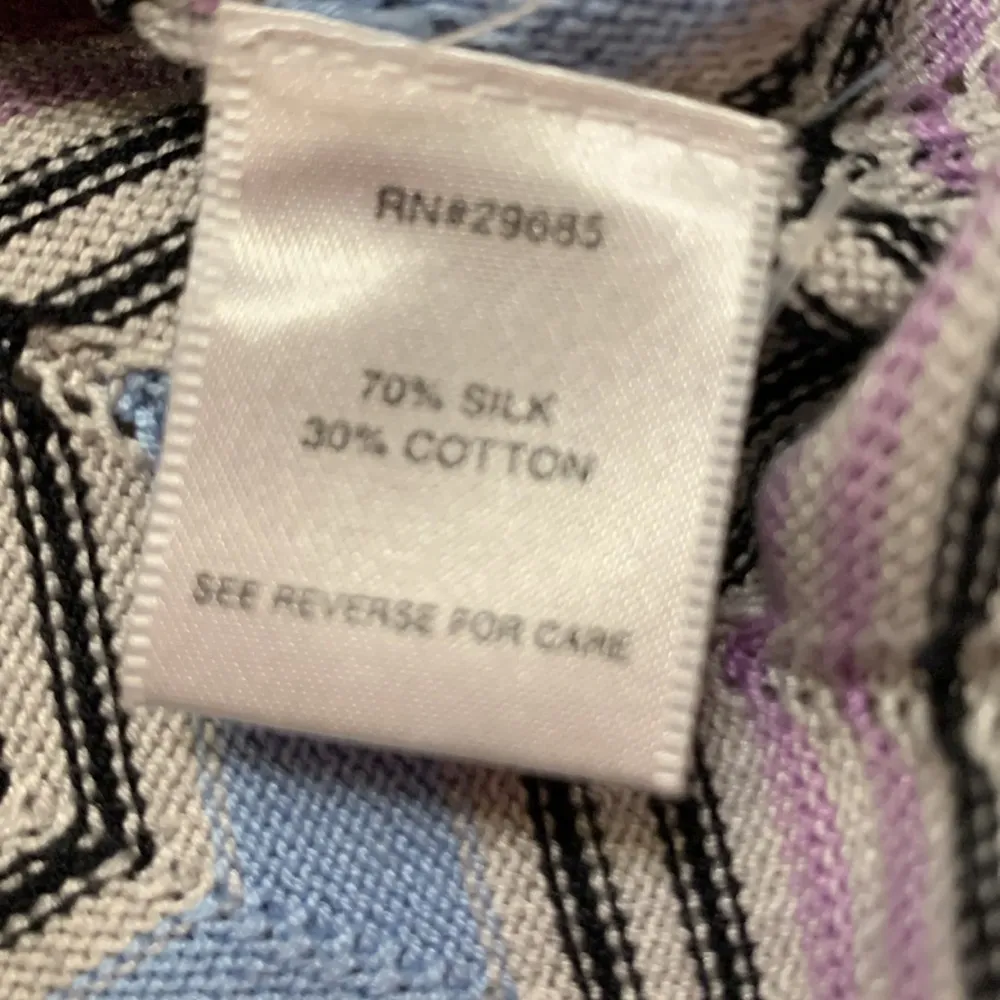 RN#29685
70% SILK
30% COTTON
SEE REVERSE FOR CARE